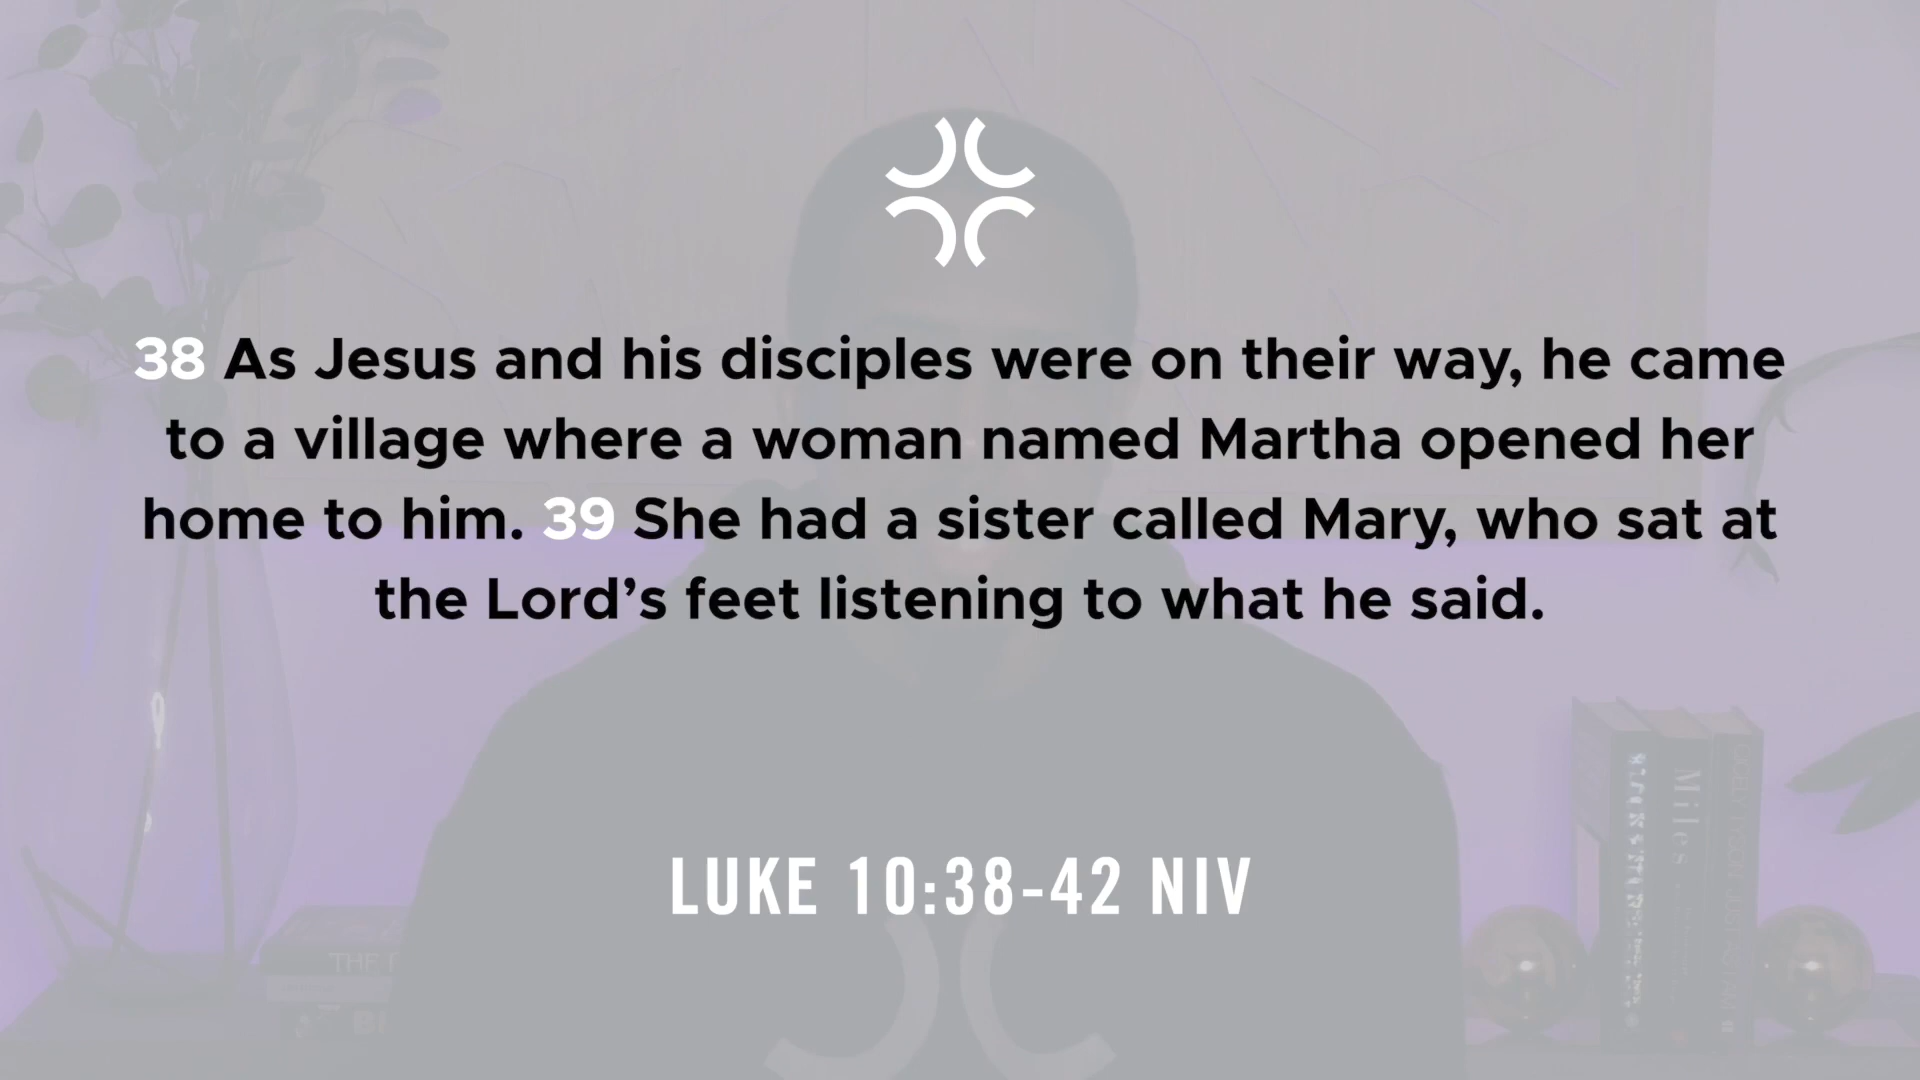 38 As Jesus and his disciples were on their way, he came
to a village where a woman named Martha opened her
home to him. 39 She had a sister called Mary, who sat at
the Lord’s feet listening to what he said.
LUKE 10:38-42 NIV
THE
Miles